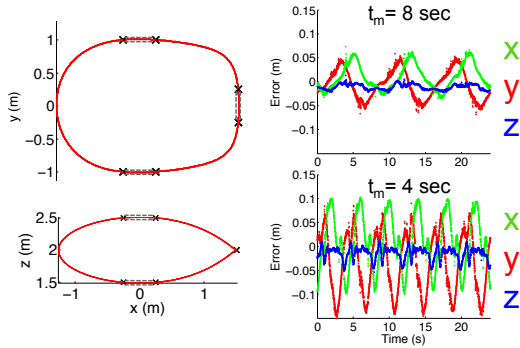 1
0.5
0
−0.5
−1
y (m)
2.5
2
1.5
z (m)
−1
0
1
x (m)
t_m= 8 sec
0.15
0.1
0.05
0
−0.05
−0.1
Error (m)
0
5
10
15
20
x
y
z
t_m= 4 sec
0.15
0.1
0.05
0
−0.05
−0.1
Error (m)
0
5
10
15
20
Time (s)
x
y
z